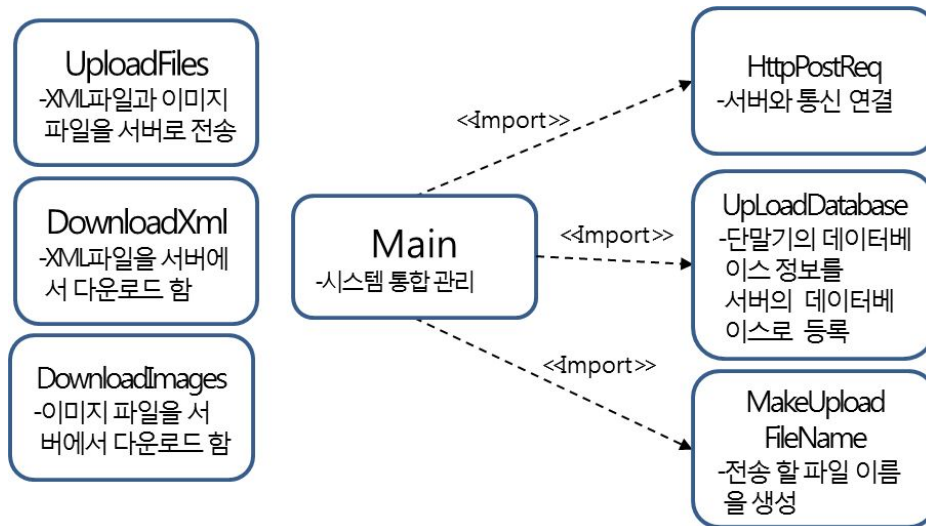 UploadFiles
-XML파일과 이미지
파일을 서버로 전송
DownloadXml
-XML파일을 서버에
서 다운로드 함
DownloadImages
-이미지 파일을 서
버에서 다운로드 함
Main
-시스템 통합 관리
<<Import>>
<<Import>>
<<Import>>
HttpPostReq
-서버와 통신 연결
UpLoadDatabase
-단말기의 데이터베
이스 정보를
서버의 데이터베
이스로 등록
MakeUpload
FileName
-전송 할 파일 이름
을 생성